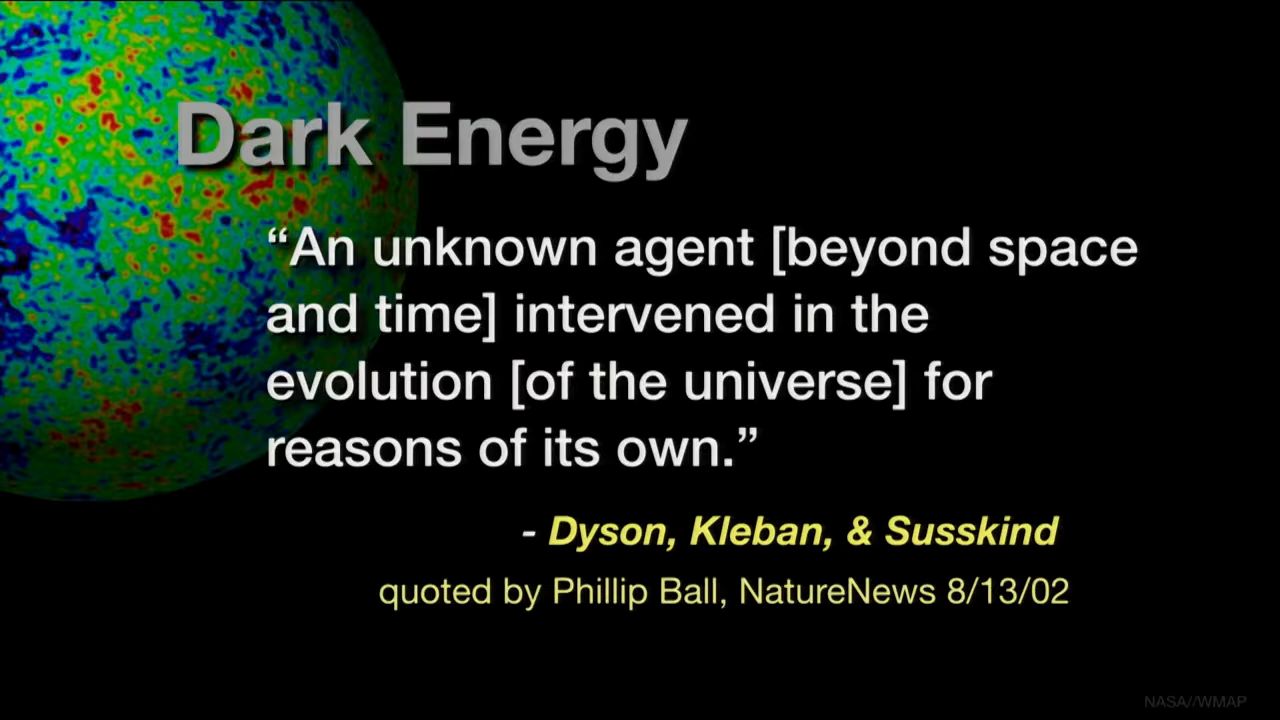 Dark Energy
“An unknown agent [beyond space
and time] intervened in the
evolution [of the universe] for
reasons of its own.”
- Dyson, Kleban, & Susskind
quoted by Phillip Ball, NatureNews 8/13/02
NASA//WMAP